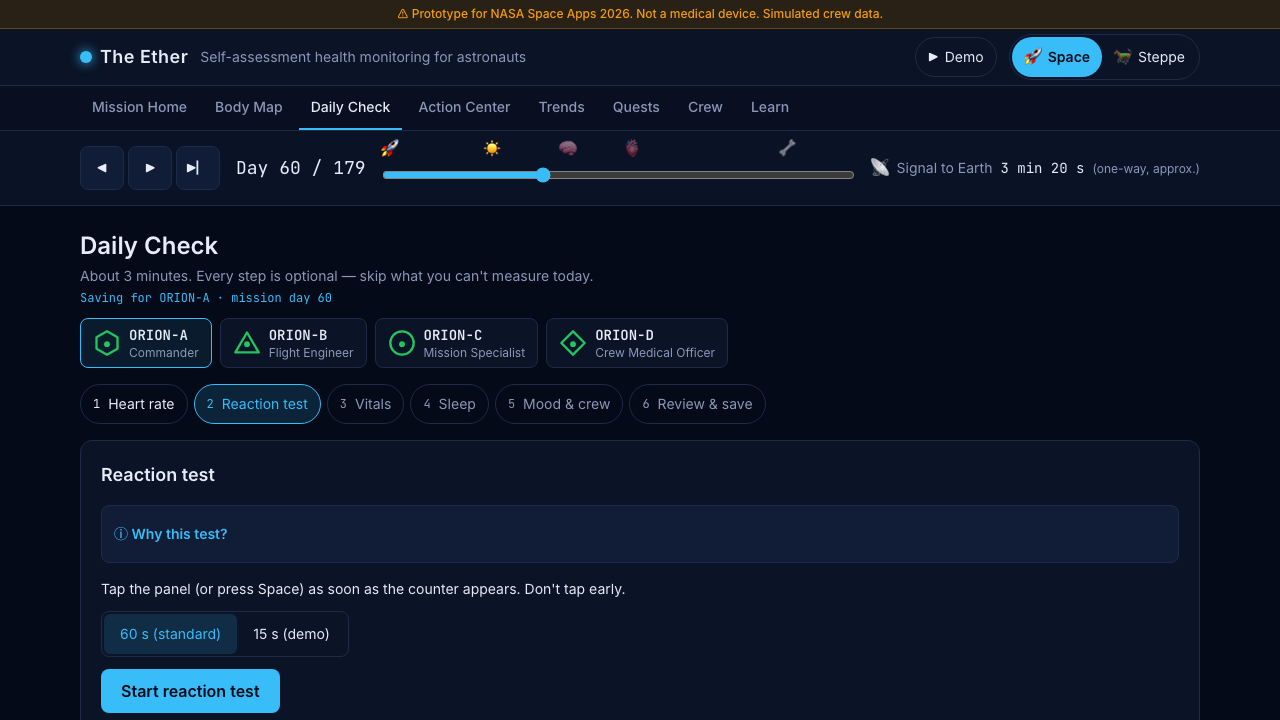 ⚠ Prototype for NASA Space Apps 2026. Not a medical device. Simulated crew data.
The Ether Self-assessment health monitoring for astronauts ▶ Demo 🚀 Space 🐎 Steppe
Mission Home Body Map Daily Check Action Center Trends Quests Crew Learn
Day 60 / 179 Signal to Earth 3 min 20 s (one-way, approx.)
Daily Check
About 3 minutes. Every step is optional — skip what you can't measure today.
Saving for ORION-A · mission day 60
ORION-A ORION-B ORION-C ORION-D
Commander Flight Engineer Mission Specialist Crew Medical Officer
1 Heart rate 2 Reaction test 3 Vitals 4 Sleep 5 Mood & crew 6 Review & save
Reaction test
ⓘ Why this test?
Tap the panel (or press Space) as soon as the counter appears. Don't tap early.
60 s (standard) 15 s (demo)
Start reaction test